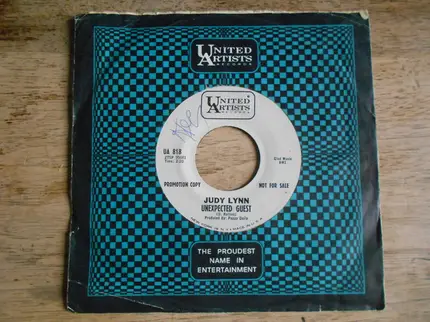 UNITED
ARTISTS
RECORDS
UNITED
ARTISTS
RECORDS
UA 818
PROMOTION COPY
NOT FOR SALE
JUDY LYNN
UNEXPECTED GUEST
THE PROUDEST
NAME IN
ENTERTAINMENT